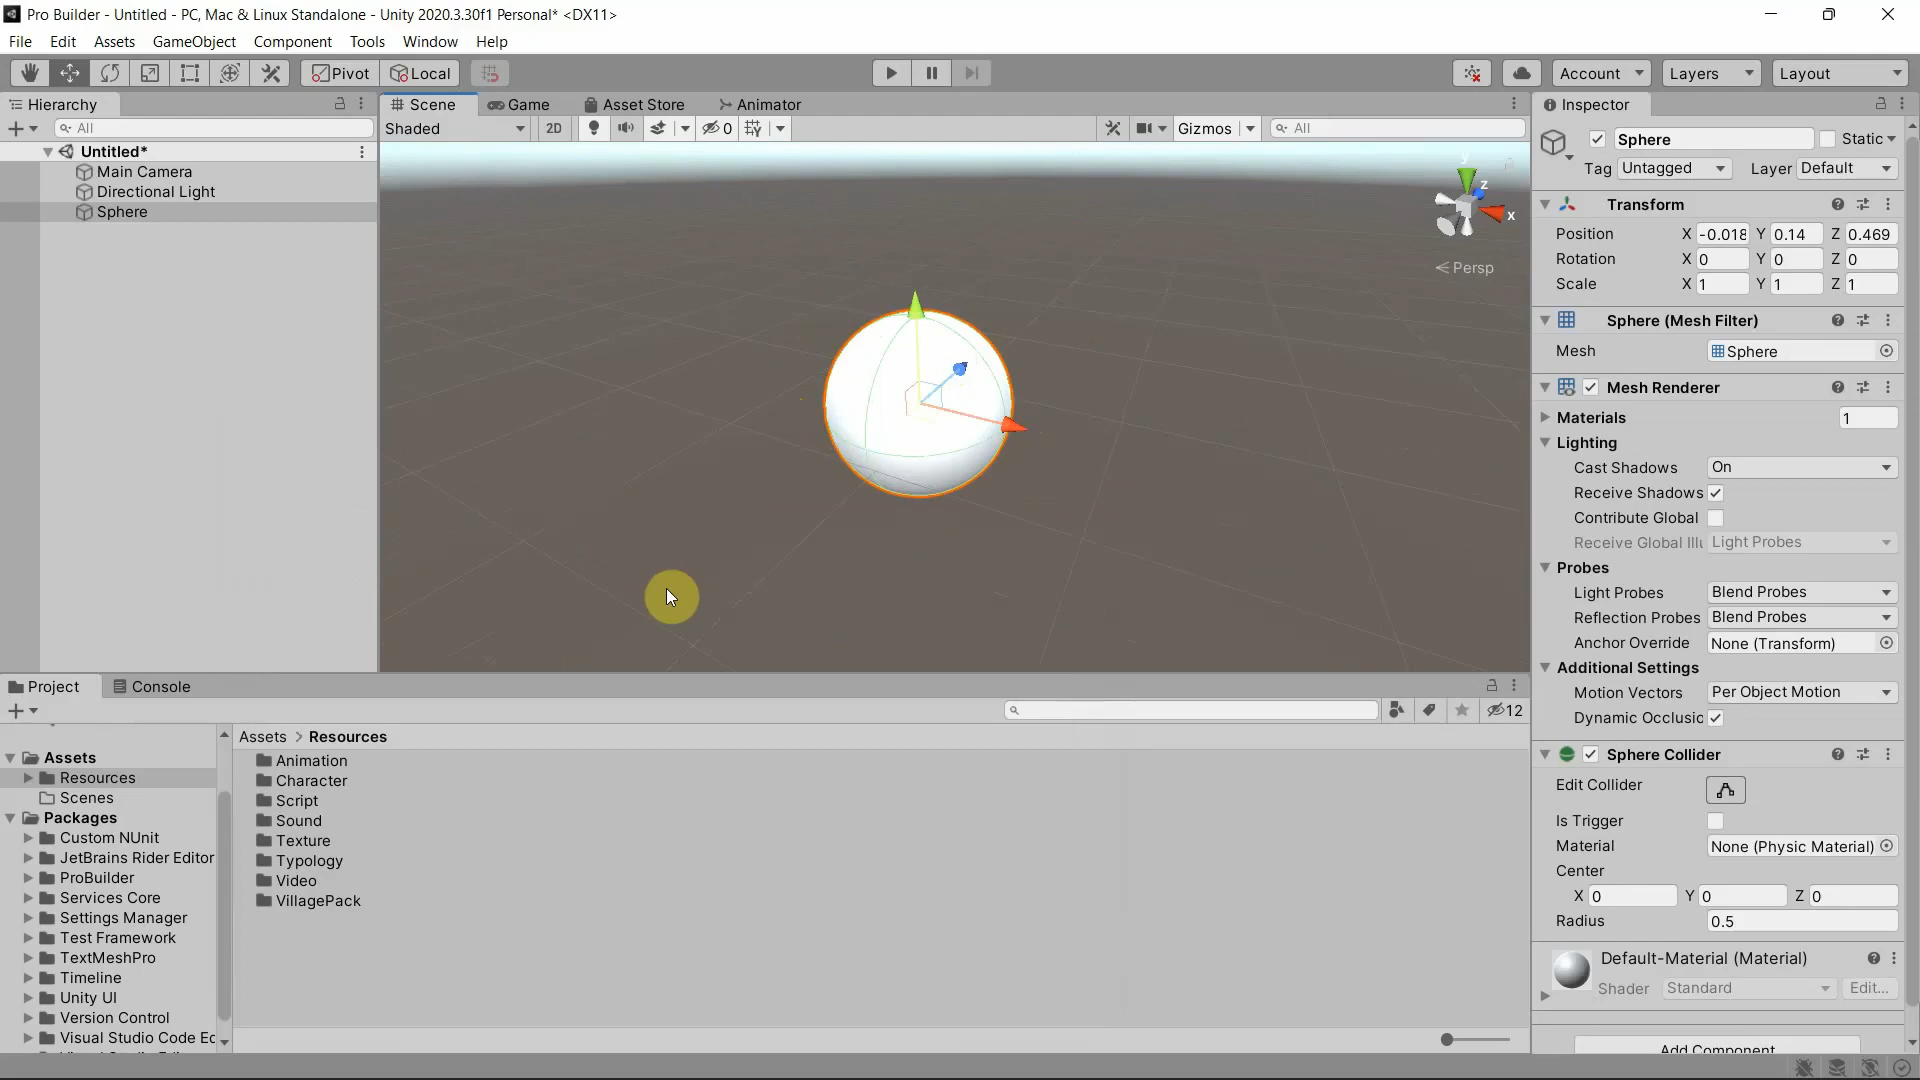 Pro Builder - Untitled - PC, Mac & Linux Standalone - Unity 2020.3.30f1 Personal* <DX11>
File Edit Assets GameObject Component Tools Window Help
Pivot Local Account Layers Layout
Hierarchy
All
Untitled*
Main Camera
Directional Light
Sphere
Scene Game Asset Store Animator
Shaded 2D 0 Gizmos All
y
z
x
Persp
Project Console
12
Assets
Resources
Scenes
Packages
Custom NUnit
JetBrains Rider Editor
ProBuilder
Services Core
Settings Manager
Test Framework
TextMeshPro
Timeline
Unity UI
Version Control
Visual Studio Code Ec
Assets > Resources
Animation
Character
Script
Sound
Texture
Typology
Video
VillagePack
Inspector
Sphere Static
Tag Untagged Layer Default
Transform
Position X -0.018 Y 0.14 Z 0.469
Rotation X 0 Y 0 Z 0
Scale X 1 Y 1 Z 1
Sphere (Mesh Filter)
Mesh Sphere
Mesh Renderer
Materials 1
Lighting
Cast Shadows On
Receive Shadows
Contribute Global
Receive Global Illu Light Probes
Probes
Light Probes Blend Probes
Reflection Probes Blend Probes
Anchor Override None (Transform)
Additional Settings
Motion Vectors Per Object Motion
Dynamic Occlusic
Sphere Collider
Edit Collider
Is Trigger
Material None (Physic Material)
Center
X 0 Y 0 Z 0
Radius 0.5
Default-Material (Material)
Shader Standard Edit...
Add Component